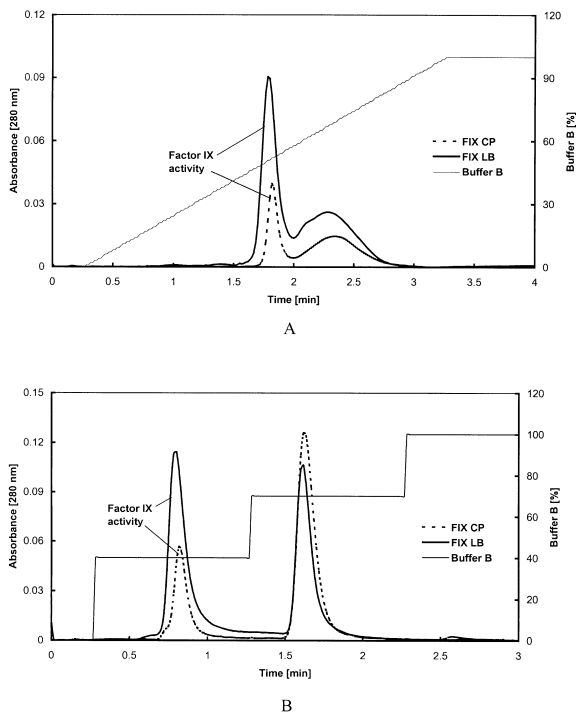 0.12
0.09
0.06
0.03
0
Absorbance [280 nm]
120
90
60
30
0
Buffer B [%]
Factor IX
activity
FIX CP
FIX LB
Buffer B
0 0.5 1 1.5 2 2.5 3 3.5 4
Time [min]
A
0.15
0.12
0.09
0.06
0.03
0
Absorbance [280 nm]
120
100
80
60
40
20
0
Buffer B [%]
Factor IX
activity
FIX CP
FIX LB
Buffer B
0 0.5 1 1.5 2 2.5 3
Time [min]
B